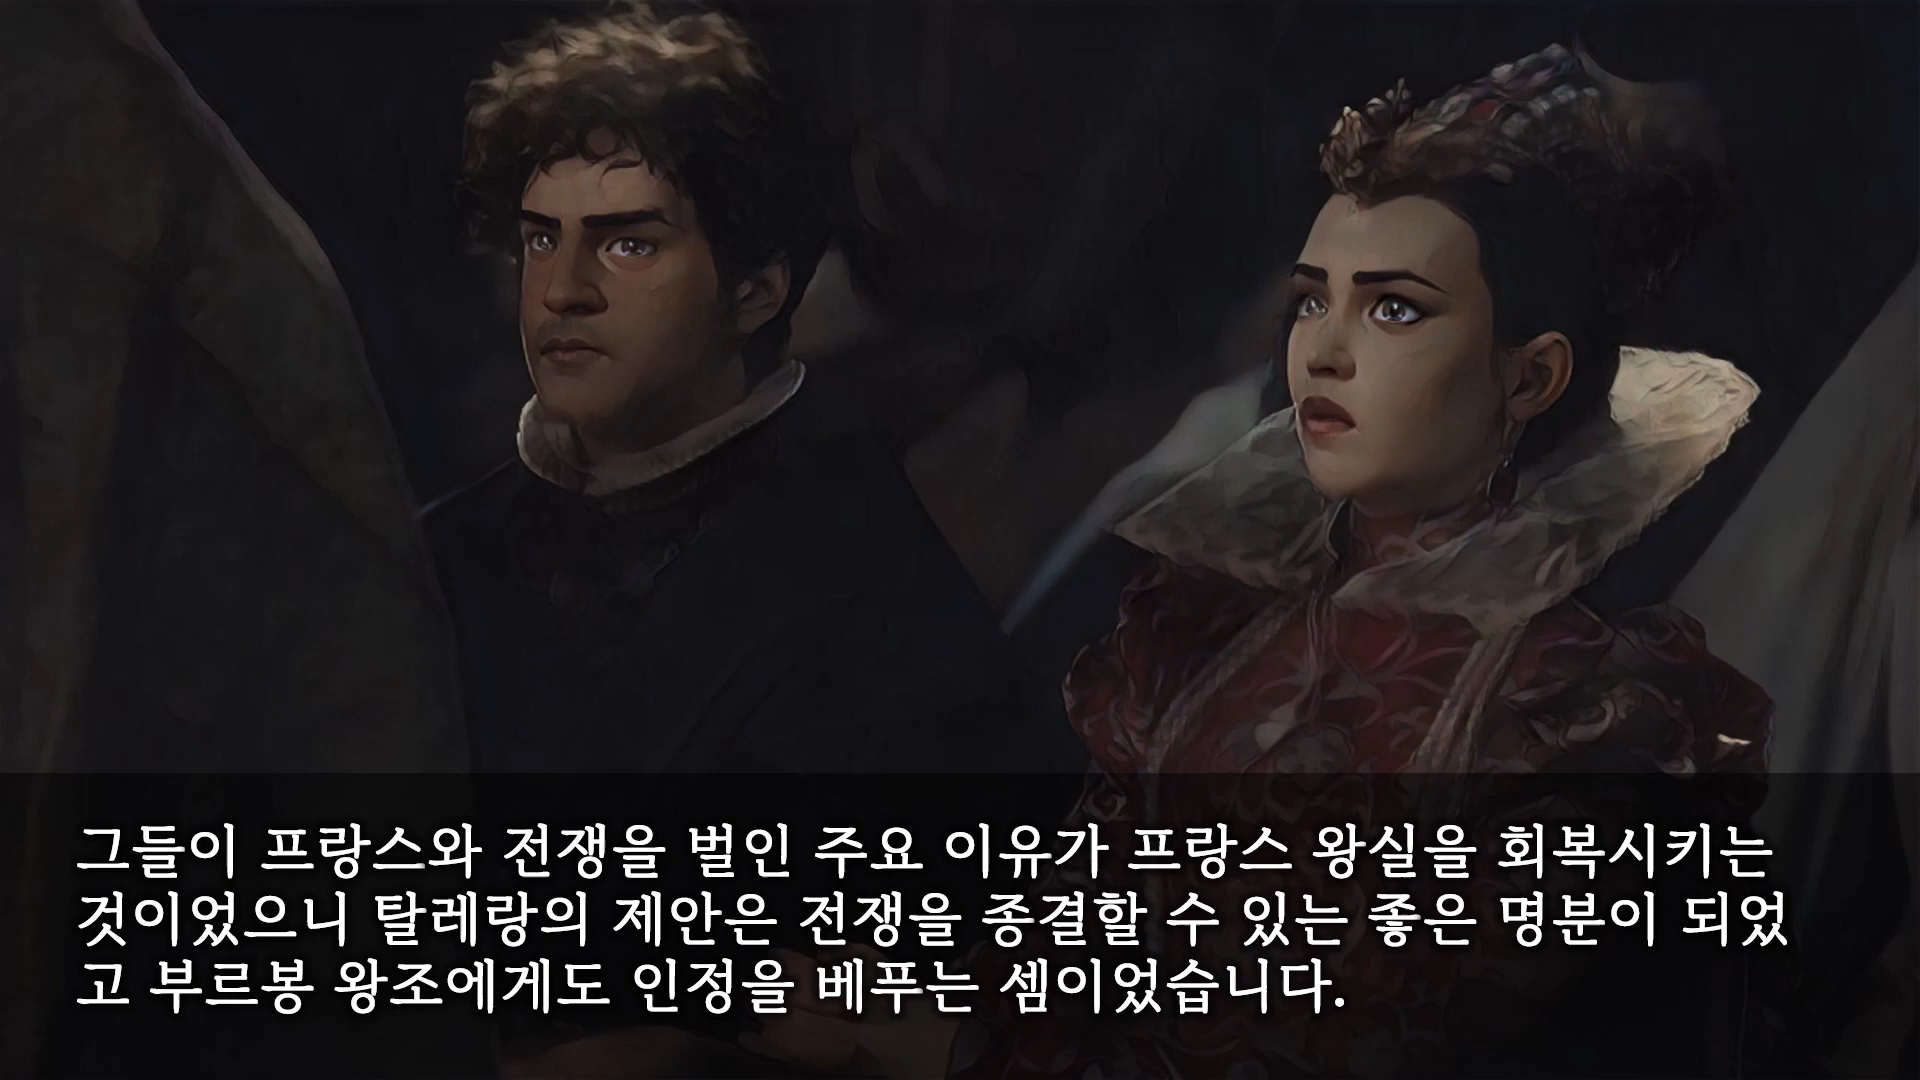 그들이 프랑스와 전쟁을 벌인 주요 이유가 프랑스 왕실을 회복시키는
것이었으니 탈레랑의 제안은 전쟁을 종결할 수 있는 좋은 명분이 되었
고 부르봉 왕조에게도 인정을 베푸는 셈이었습니다.